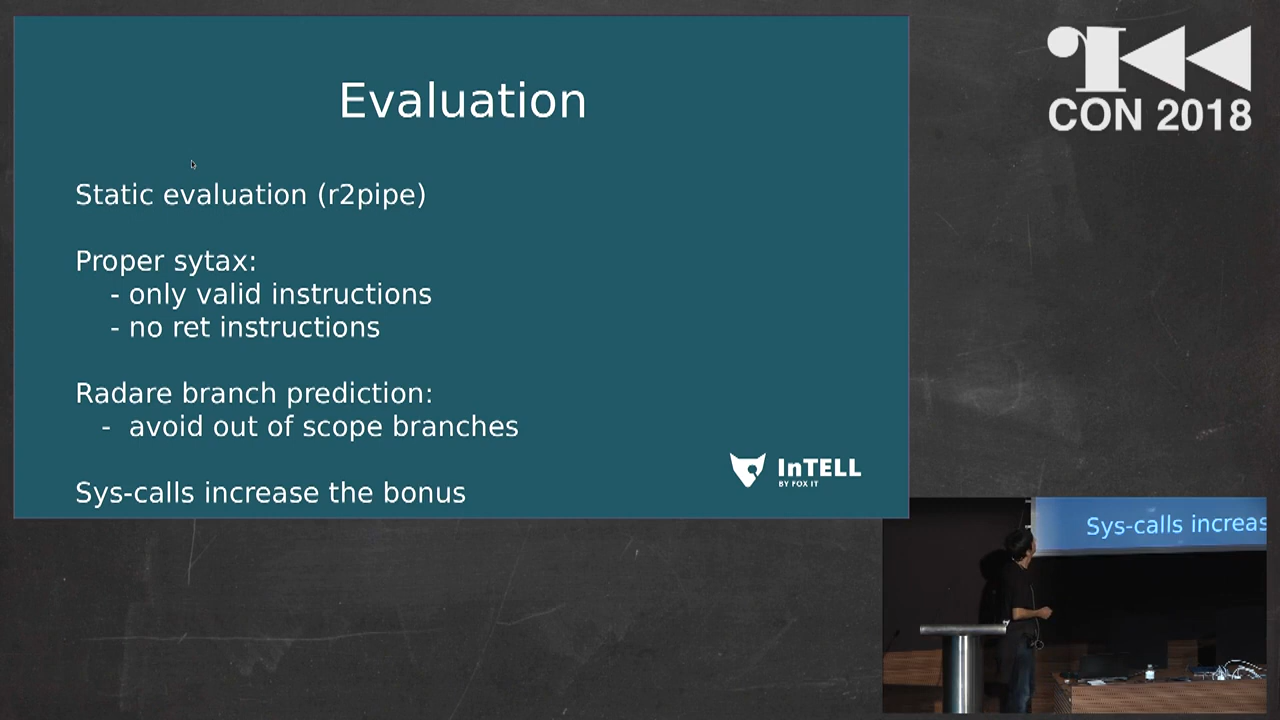 Evaluation
Static evaluation (r2pipe)
Proper sytax:
- only valid instructions
- no ret instructions
Radare branch prediction:
- avoid out of scope branches
Sys-calls increase the bonus
InTELL
BY FOX IT
CON 2018
Sys-calls increas